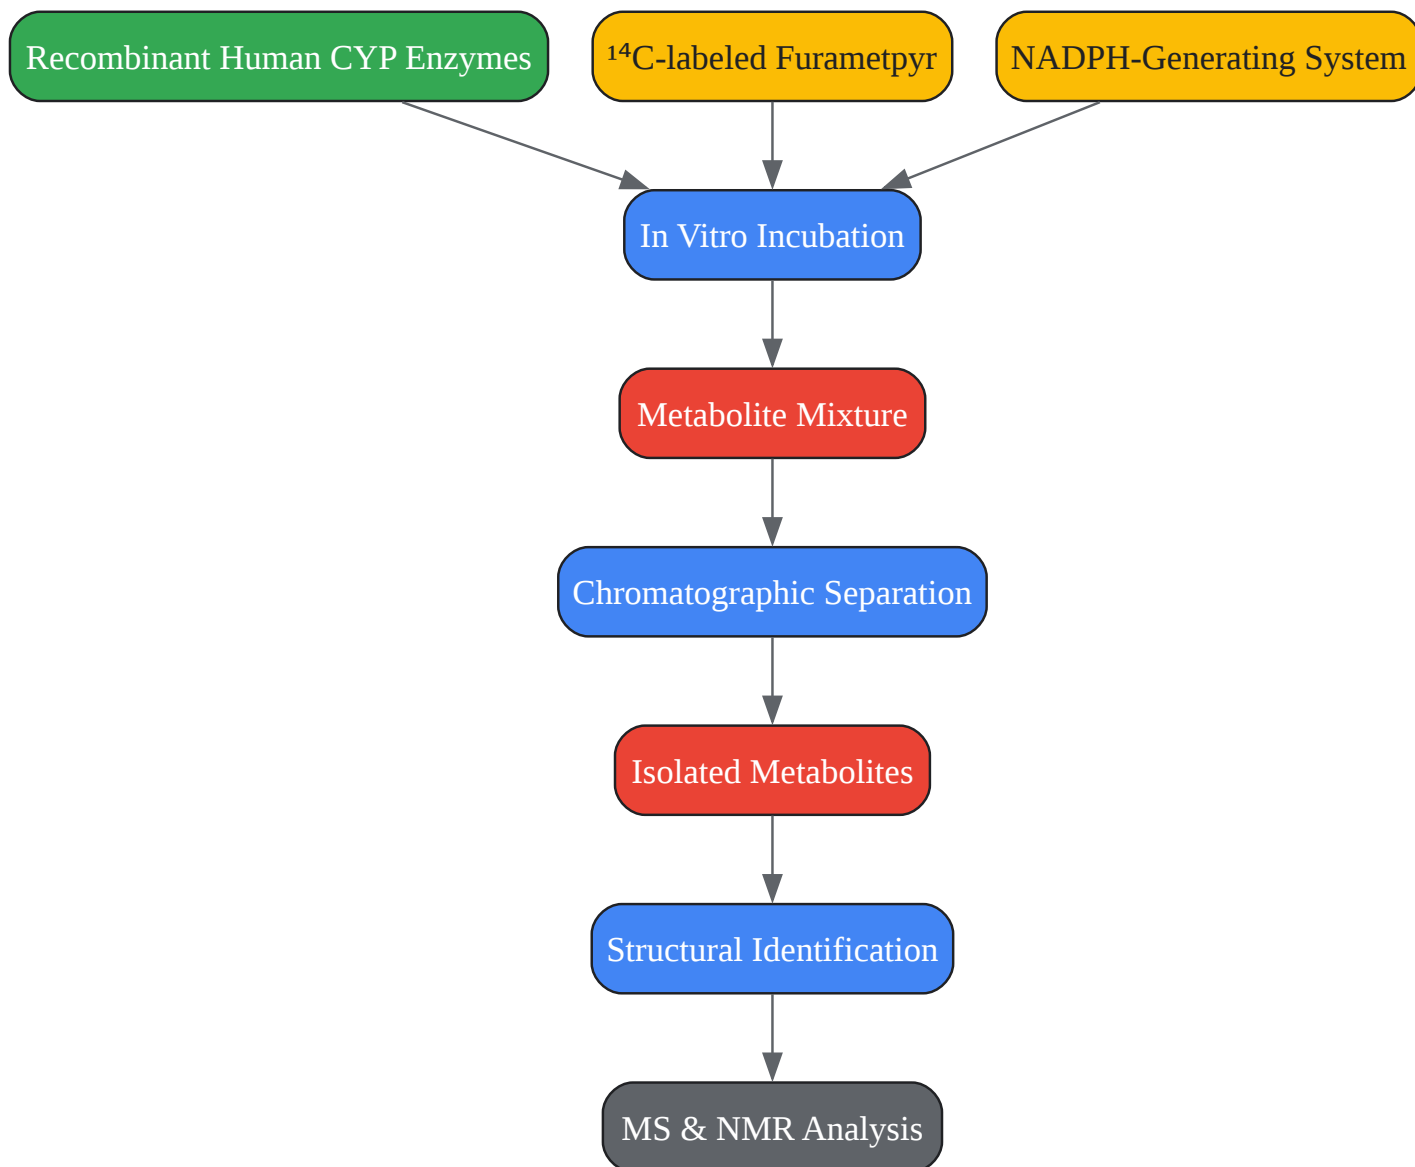 Recombinant Human CYP Enzymes
¹⁴C-labeled Furametpyr
NADPH-Generating System
In Vitro Incubation
Metabolite Mixture
Chromatographic Separation
Isolated Metabolites
Structural Identification
MS & NMR Analysis